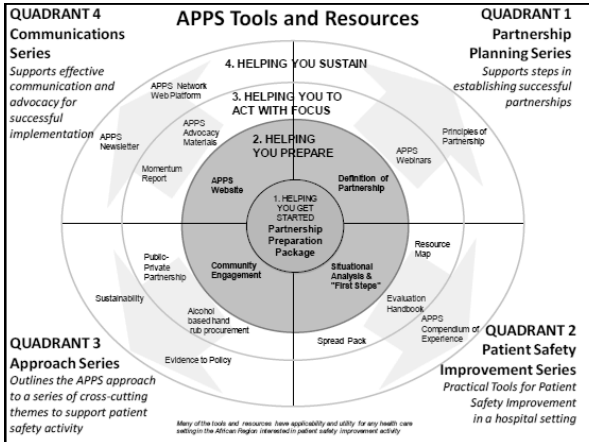 APPS Tools and Resources
QUADRANT 4
Communications
Series
Supports effective
communication and
advocacy for
successful
implementation
QUADRANT 1
Partnership
Planning Series
Supports steps in
establishing successful
partnerships
4. HELPING YOU SUSTAIN
3. HELPING YOU TO
ACT WITH FOCUS
2. HELPING
YOU PREPARE
1. HELPING
YOU GET
STARTED
Partnership
Preparation
Package
APPS Network
Web Platform
APPS
Newsletter
APPS
Advocacy
Materials
Momentum
Report
APPS
Website
Definition of
Partnership
APPS
Webinars
Principles of
Partnership
Public-
Private
Partnership
Community
Engagement
Sustainability
Alcohol
based hand
rub procurement
Evidence to Policy
Situational
Analysis &
"First Steps"
Resource
Map
Evaluation
Handbook
APPS
Compendium of
Experience
Spread Pack
QUADRANT 3
Approach Series
Outlines the APPS approach
to a series of cross-cutting
themes to support patient
safety activity
QUADRANT 2
Patient Safety
Improvement Series
Practical Tools for Patient
Safety Improvement
in a hospital setting
Many of the tools and resources have applicability and utility for any health care
setting in the African Region interested in patient safety improvement activity